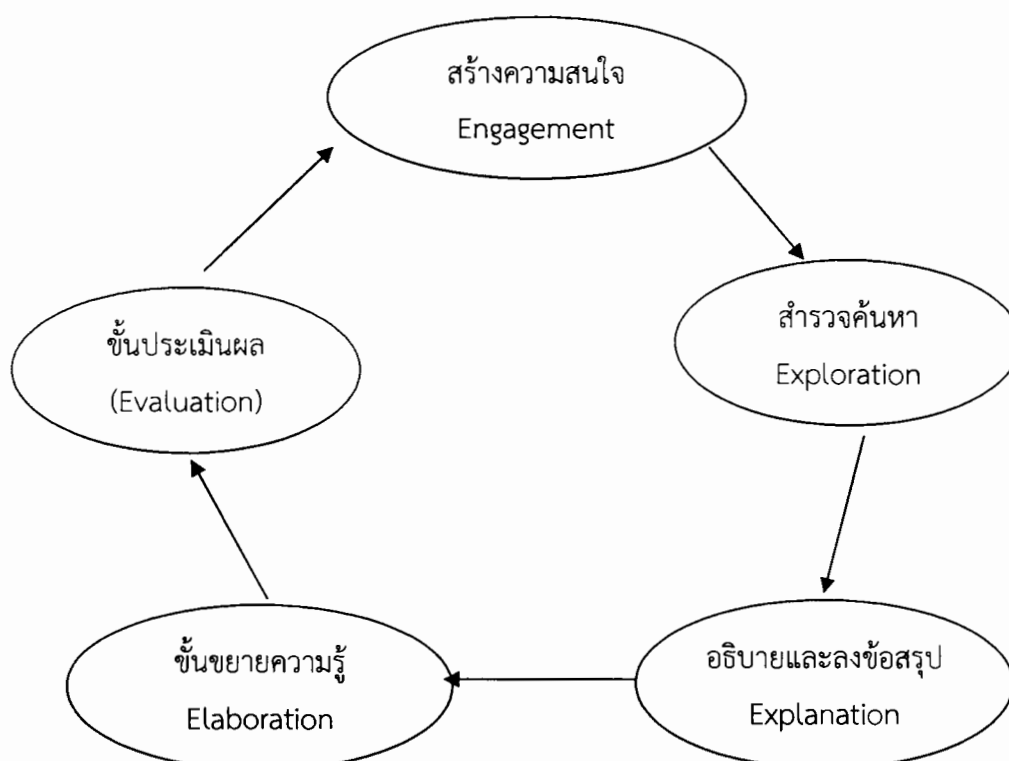 สร้างความสนใจ
Engagement
สำรวจค้นหา
Exploration
อธิบายและลงข้อสรุป
Explanation
ขั้นขยายความรู้
Elaboration
ขั้นประเมินผล
(Evaluation)